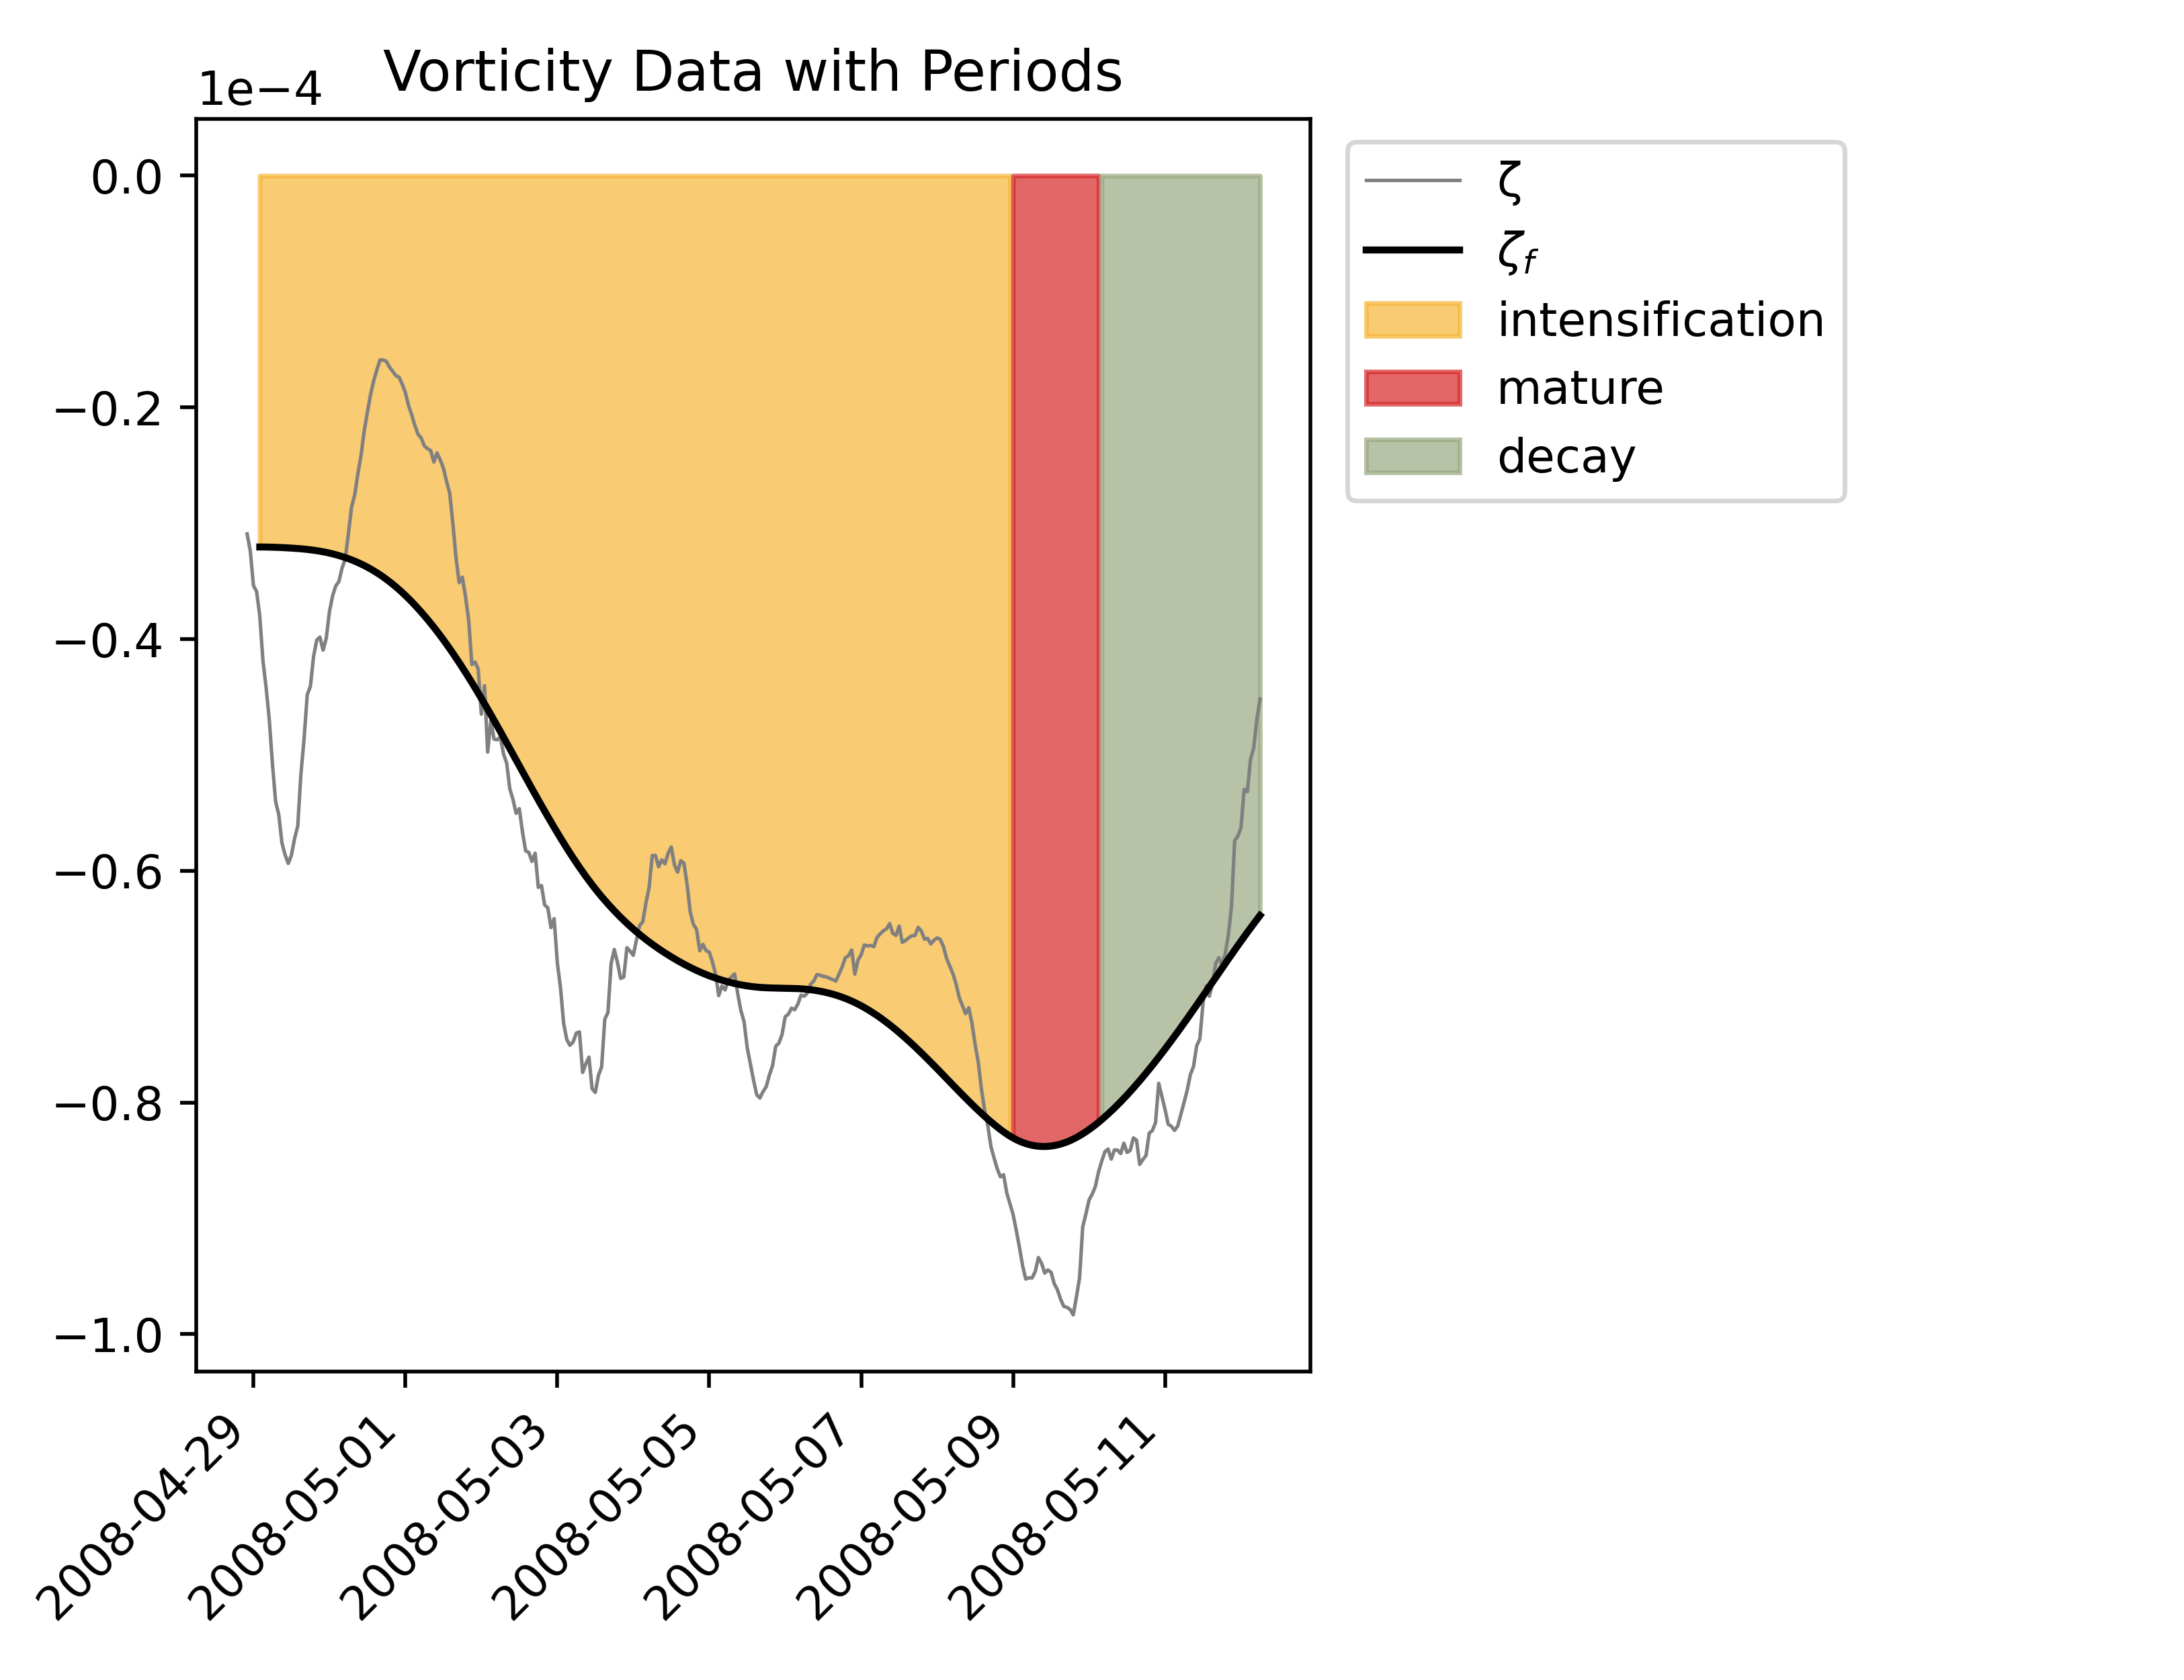 Vorticity Data with Periods
1e−4
0.0
−0.2
−0.4
−0.6
−0.8
−1.0
2008-04-29
2008-05-01
2008-05-03
2008-05-05
2008-05-07
2008-05-09
2008-05-11
ζ
ζf
intensification
mature
decay